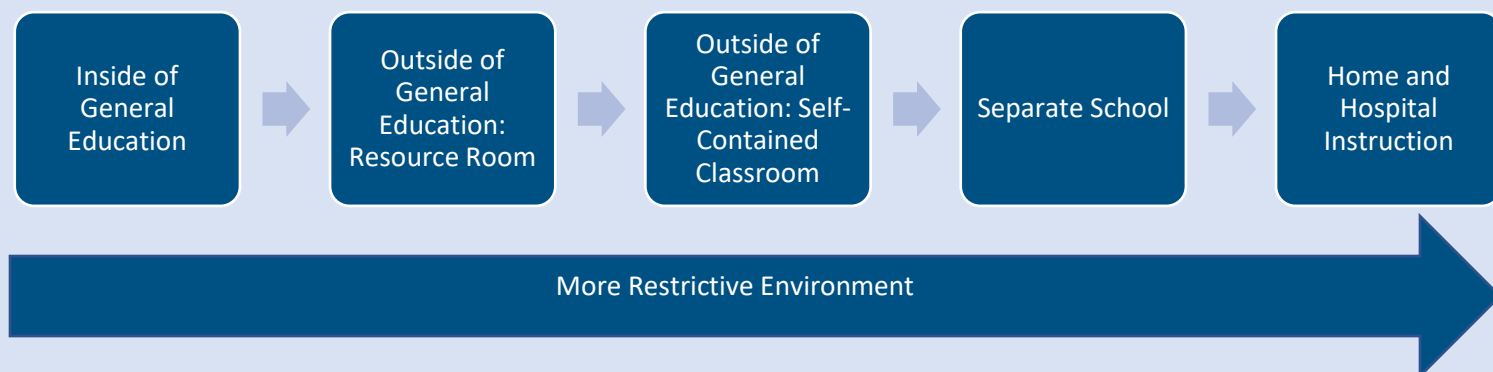 Inside of
General
Education
Outside of
General
Education:
Resource Room
Outside of
General
Education: Self-
Contained
Classroom
Separate School
Home and
Hospital
Instruction
More Restrictive Environment